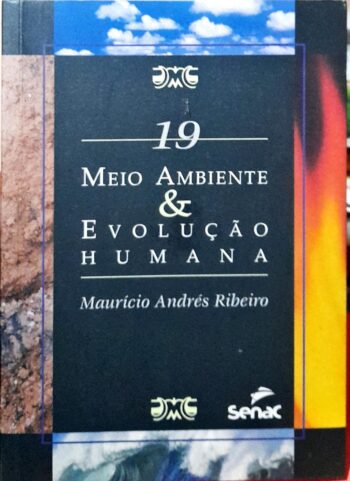 19
MEIO AMBIENTE
&
EVOLUÇÃO
HUMANA
Maurício Andrés Ribeiro
senac